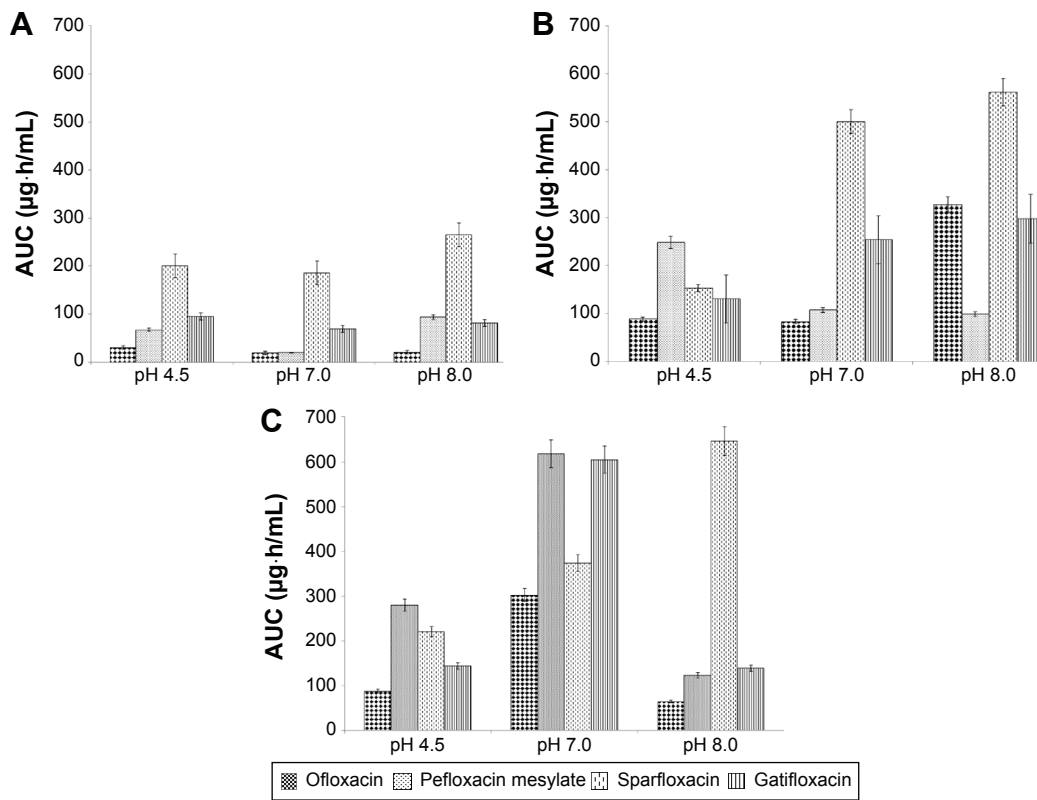 A
AUC (µg·h/mL)
700
600
500
400
300
200
100
0
pH 4.5 pH 7.0 pH 8.0
B
AUC (µg·h/mL)
700
600
500
400
300
200
100
0
pH 4.5 pH 7.0 pH 8.0
C
AUC (µg·h/mL)
700
600
500
400
300
200
100
0
pH 4.5 pH 7.0 pH 8.0
Ofloxacin Pefloxacin mesylate Sparfloxacin Gatifloxacin